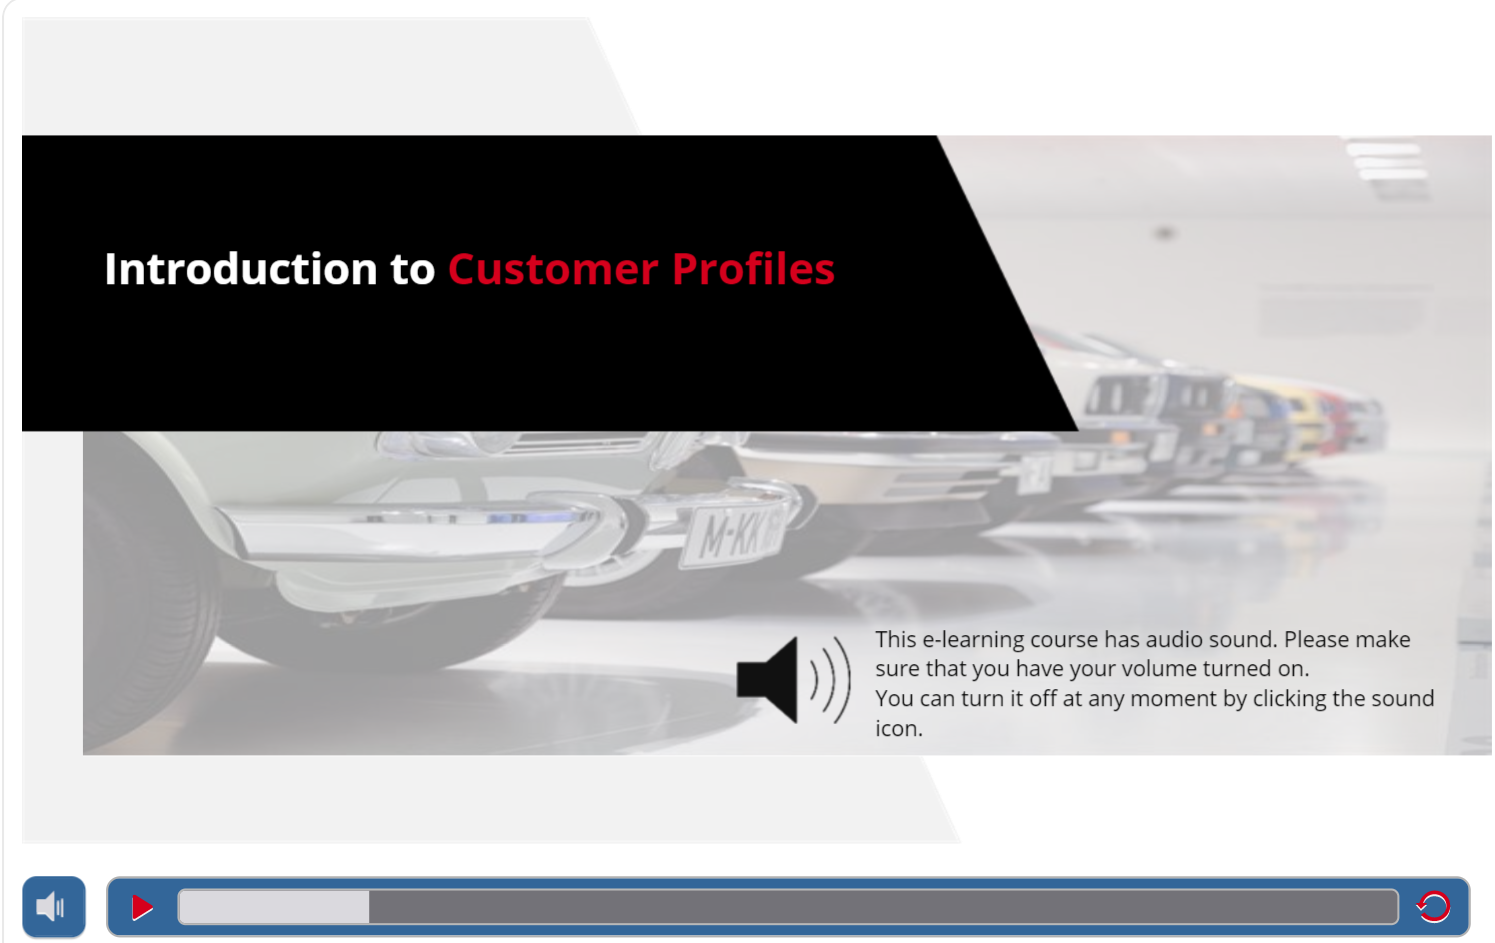 Introduction to Customer Profiles
M-KK
This e-learning course has audio sound. Please make
sure that you have your volume turned on.
You can turn it off at any moment by clicking the sound
icon.